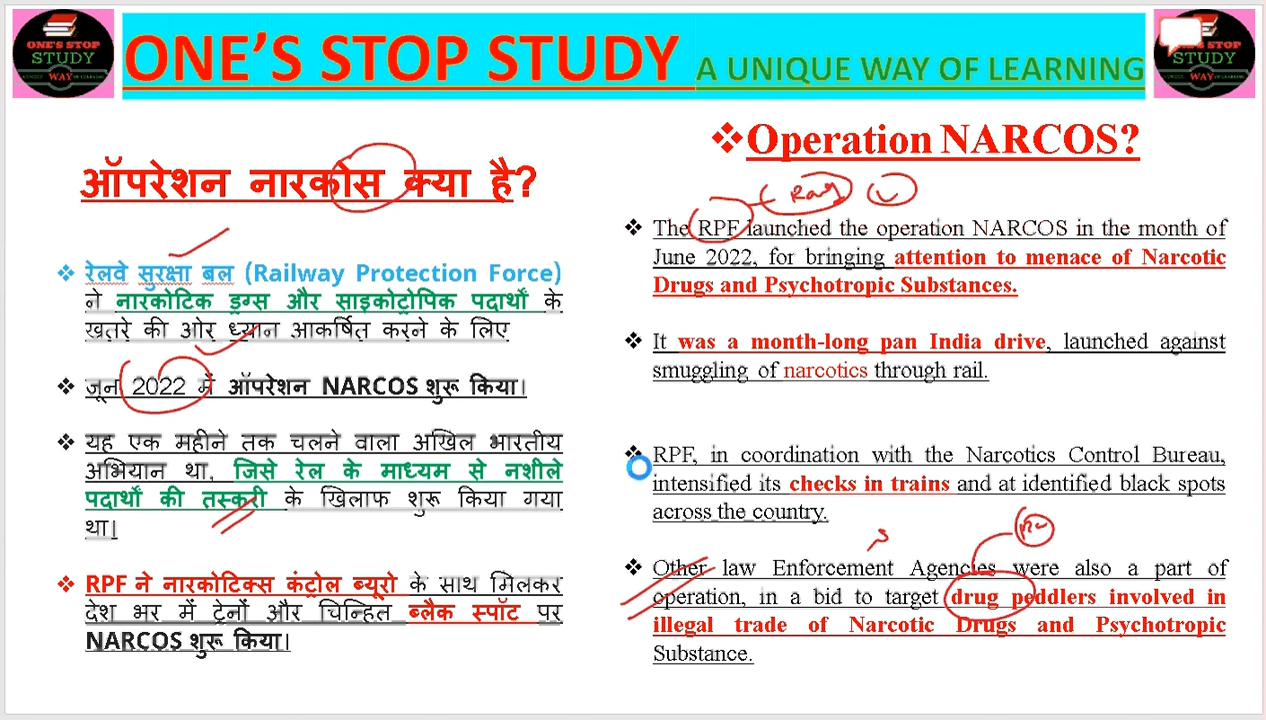 ONE'S STOP STUDY A UNIQUE WAY OF LEARNING
ONE'S STOP
STUDY
WAY
STUDY
WAY
ऑपरेशन नारकोस क्या है?
❖ रेलवे सुरक्षा बल (Railway Protection Force)
ने नारकोटिक ड्रग्स और साइकोट्रोपिक पदार्थों के
खतरे की ओर ध्यान आकर्षित करने के लिए
❖ जून 2022 में ऑपरेशन NARCOS शुरू किया।
❖ यह एक महीने तक चलने वाला अखिल भारतीय
अभियान था, जिसे रेल के माध्यम से नशीले
पदार्थों की तस्करी के खिलाफ शुरू किया गया
था।
❖ RPF ने नारकोटिक्स कंट्रोल ब्यूरो के साथ मिलकर
देश भर में ट्रेनों और चिन्हित ब्लैक स्पॉट पर
NARCOS शुरू किया।
❖Operation NARCOS?
❖ The RPF launched the operation NARCOS in the month of
June 2022, for bringing attention to menace of Narcotic
Drugs and Psychotropic Substances.
❖ It was a month-long pan India drive, launched against
smuggling of narcotics through rail.
❖ RPF, in coordination with the Narcotics Control Bureau,
intensified its checks in trains and at identified black spots
across the country.
❖ Other law Enforcement Agencies were also a part of
operation, in a bid to target drug peddlers involved in
illegal trade of Narcotic Drugs and Psychotropic
Substance.